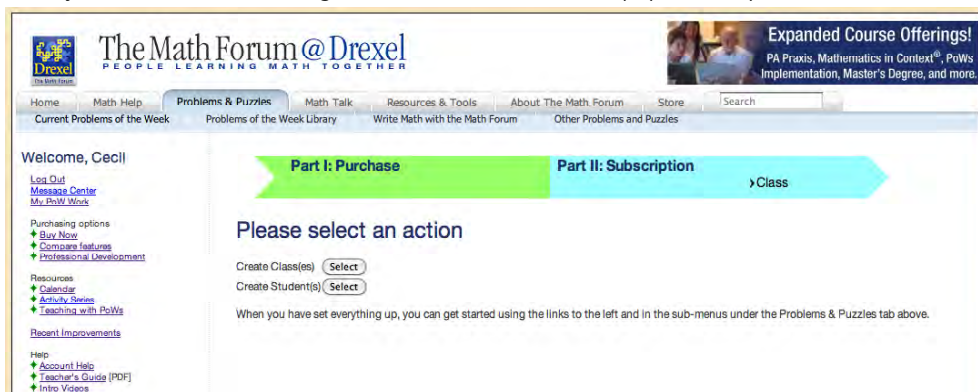 The Math Forum @ Drexel
PEOPLE LEARNING MATH TOGETHER
Drexel
The Math Forum
Expanded Course Offerings!
PA Praxis, Mathematics in Context®, PoWs
Implementation, Master's Degree, and more.
Home Math Help Problems & Puzzles Math Talk Resources & Tools About The Math Forum Store Search
Current Problems of the Week Problems of the Week Library Write Math with the Math Forum Other Problems and Puzzles
Welcome, Cecil
Log Out
Message Center
My PoW Work
Purchasing options
Buy Now
Compare features
Professional Development
Resources
Calendar
Activity Series
Teaching with PoWs
Recent Improvements
Help
Account Help
Teacher's Guide [PDF]
Intro Videos
Part I: Purchase Part II: Subscription
›Class
Please select an action
Create Class(es) Select
Create Student(s) Select
When you have set everything up, you can get started using the links to the left and in the sub-menus under the Problems & Puzzles tab above.